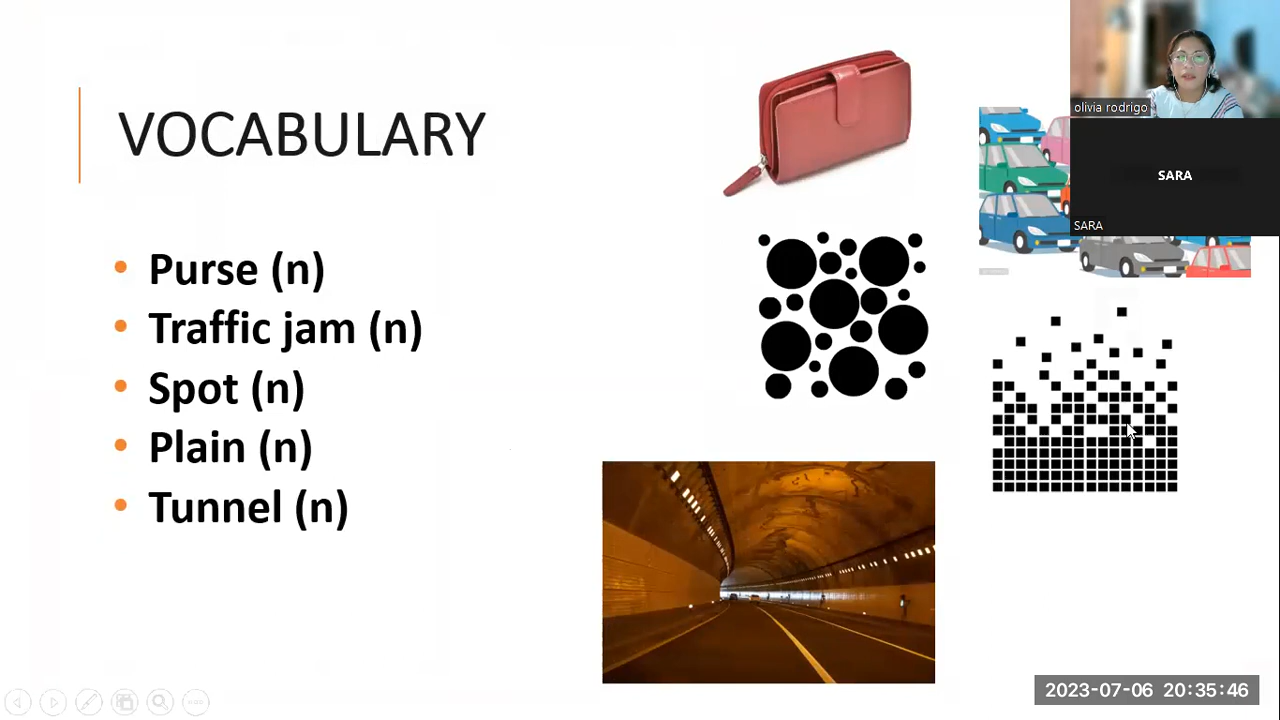 VOCABULARY
• Purse (n)
• Traffic jam (n)
• Spot (n)
• Plain (n)
• Tunnel (n)
olivia rodrigo
SARA
SARA
2023-07-06 20:35:46